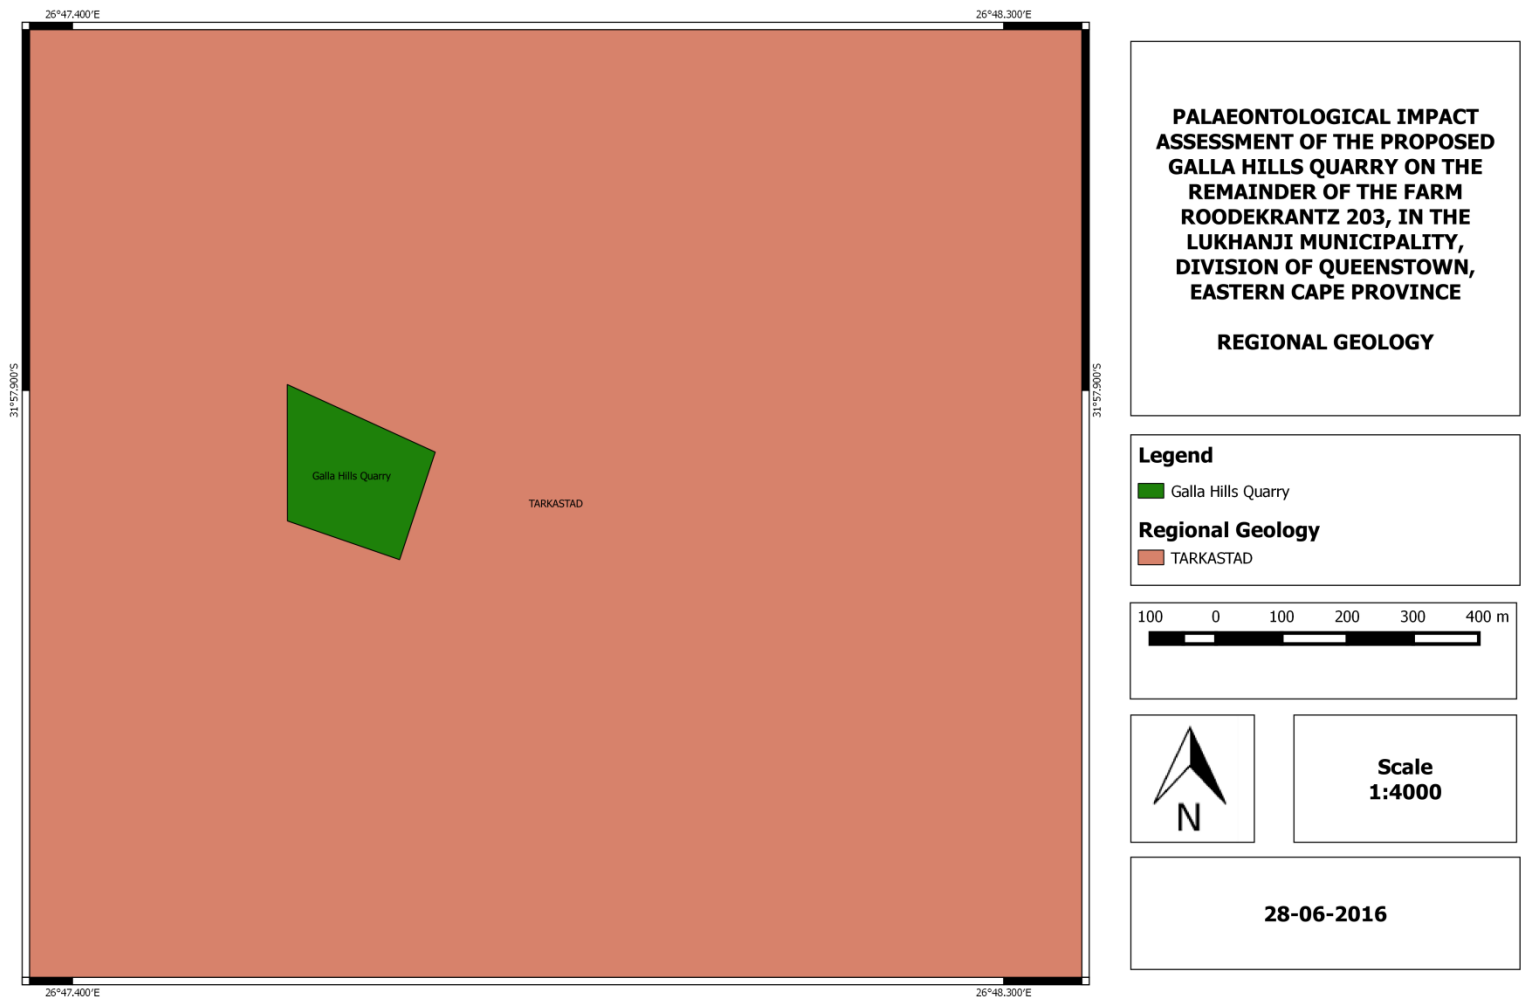 26°47.400'E
26°48.300'E
31°57.900'S
31°57.900'S
Galla Hills Quarry
TARKASTAD
26°47.400'E
26°48.300'E
PALAEONTOLOGICAL IMPACT
ASSESSMENT OF THE PROPOSED
GALLA HILLS QUARRY ON THE
REMAINDER OF THE FARM
ROODEKRANTZ 203, IN THE
LUKHANJI MUNICIPALITY,
DIVISION OF QUEENSTOWN,
EASTERN CAPE PROVINCE
REGIONAL GEOLOGY
Legend
Galla Hills Quarry
Regional Geology
TARKASTAD
100 0 100 200 300 400 m
N
Scale
1:4000
28-06-2016